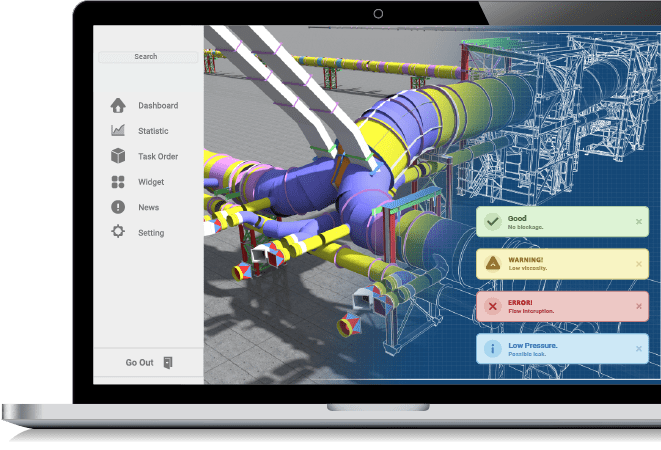 Search
Dashboard
Statistic
Task Order
Widget
News
Setting
Go Out
Good
No blockage.
WARNING!
Low viscosity.
ERROR!
Flow interuption.
Low Pressure.
Possible leak.